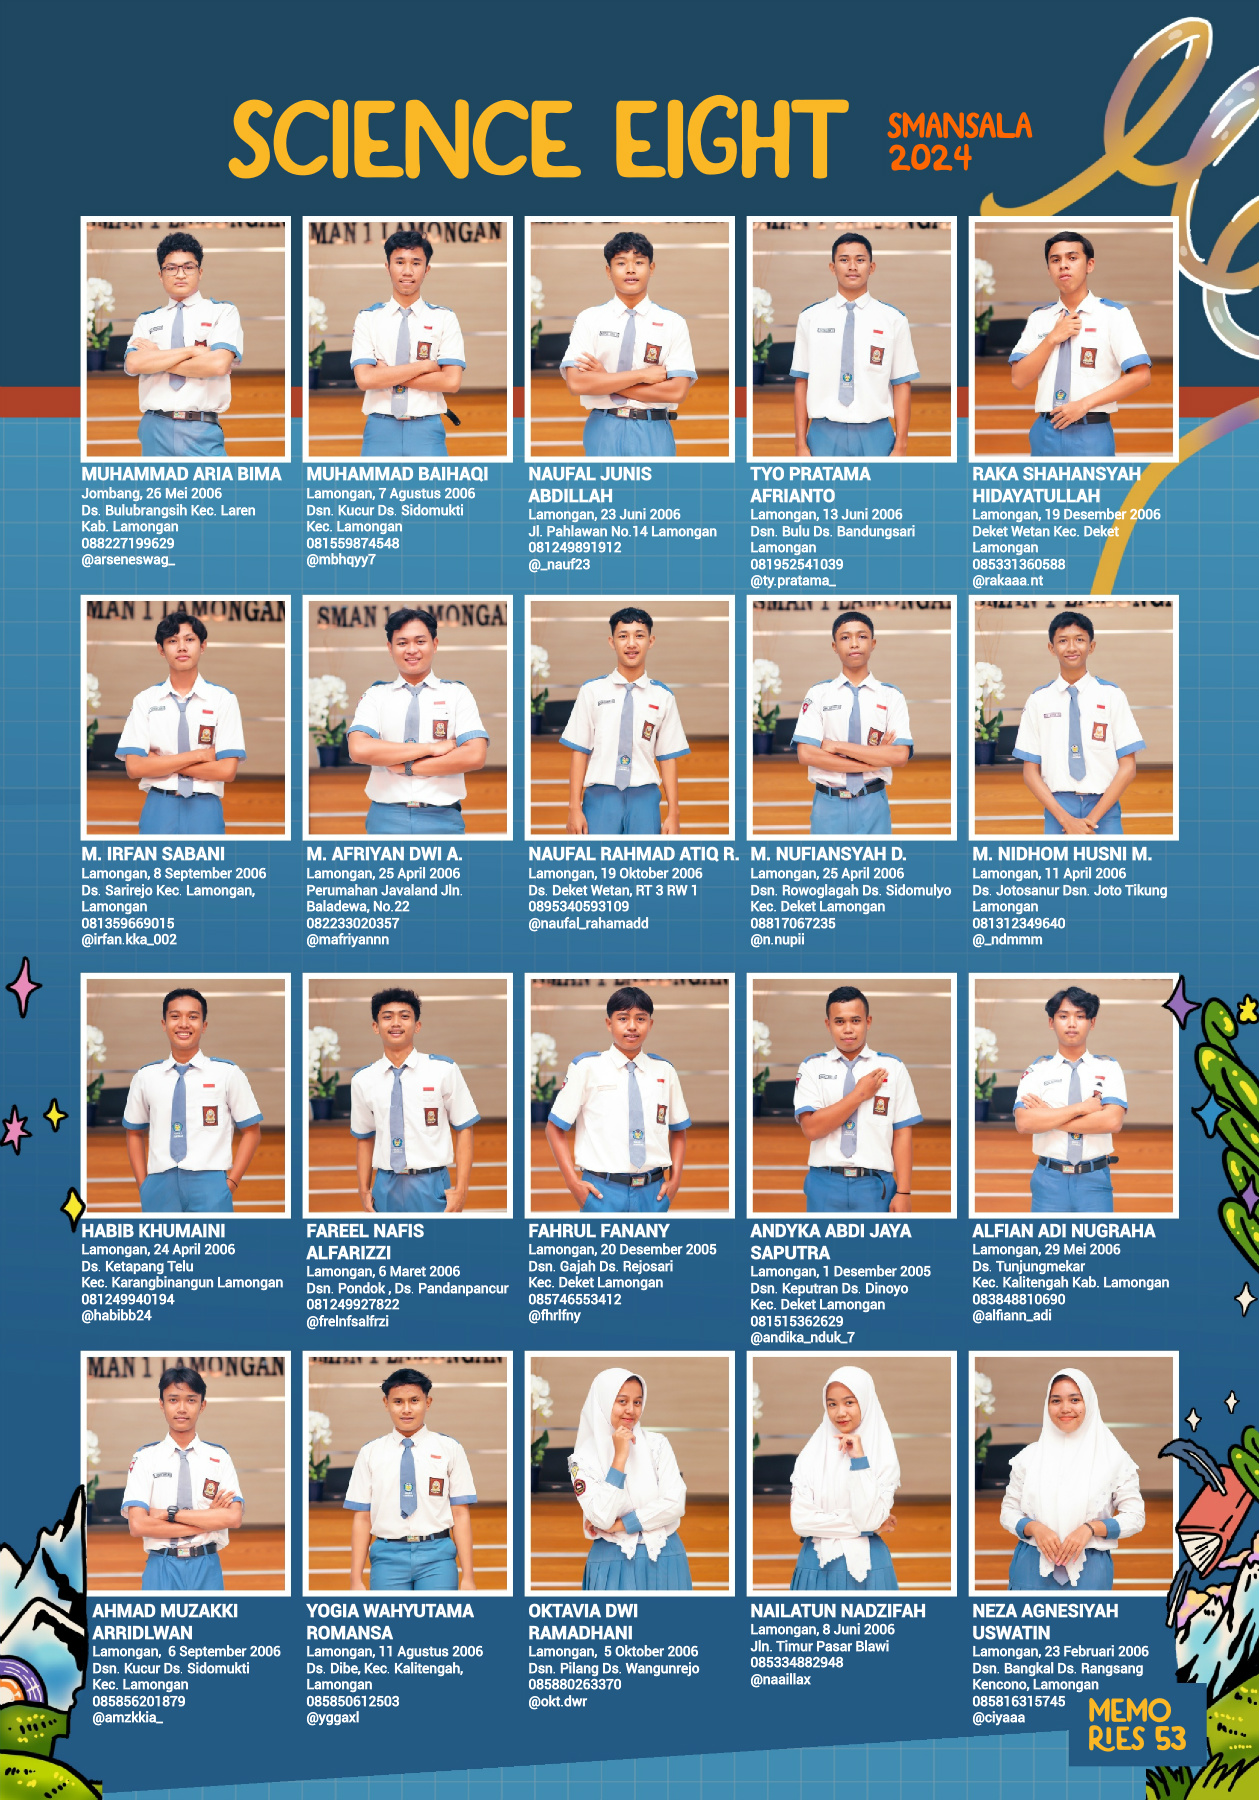 SCIENCE EIGHT
SMANSALA
2024
MUHAMMAD ARIA BIMA
Jombang, 26 Mei 2006
Ds. Bulubrangsih Kec. Laren
Kab. Lamongan
088227199629
@arseneswag_
MUHAMMAD BAIHAQI
Lamongan, 7 Agustus 2006
Dsn. Kucur Ds. Sidomukti
Kec. Lamongan
081559874548
@mbhqyy7
NAUFAL JUNIS
ABDILLAH
Lamongan, 23 Juni 2006
Jl. Pahlawan No.14 Lamongan
081249891912
@_nauf23
TYO PRATAMA
AFRIANTO
Lamongan, 13 Juni 2006
Dsn. Bulu Ds. Bandungsari
Lamongan
081952541039
@ty.pratama_
RAKA SHAHANSYAH
HIDAYATULLAH
Lamongan, 19 Desember 2006
Deket Wetan Kec. Deket
Lamongan
085331360588
@rakaaa.nt
M. IRFAN SABANI
Lamongan, 8 September 2006
Ds. Sarirejo Kec. Lamongan,
Lamongan
081359669015
@irfan.kka_002
M. AFRIYAN DWI A.
Lamongan, 25 April 2006
Perumahan Javaland Jln.
Baladewa, No.22
082233020357
@mafriyannn
NAUFAL RAHMAD ATIQ R.
Lamongan, 19 Oktober 2006
Ds. Deket Wetan, RT 3 RW 1
0895340593109
@naufal_rahamadd
M. NUFIANSYAH D.
Lamongan, 25 April 2006
Dsn. Rowoglagah Ds. Sidomulyo
Kec. Deket Lamongan
08817067235
@n.nupii
M. NIDHOM HUSNI M.
Lamongan, 11 April 2006
Ds. Jotosanur Dsn. Joto Tikung
Lamongan
081312349640
@_ndmmm
HABIB KHUMAINI
Lamongan, 24 April 2006
Ds. Ketapang Telu
Kec. Karangbinangun Lamongan
081249940194
@habibb24
FAREEL NAFIS
ALFARIZZI
Lamongan, 6 Maret 2006
Dsn. Pondok , Ds. Pandanpancur
081249927822
@frelnfsalfrzi
FAHRUL FANANY
Lamongan, 20 Desember 2005
Dsn. Gajah Ds. Rejosari
Kec. Deket Lamongan
085746553412
@fhrlfny
ANDYKA ABDI JAYA
SAPUTRA
Lamongan, 1 Desember 2005
Dsn. Keputran Ds. Dinoyo
Kec. Deket Lamongan
081515362629
@andika_nduk_7
ALFIAN ADI NUGRAHA
Lamongan, 29 Mei 2006
Ds. Tunjungmekar
Kec. Kalitengah Kab. Lamongan
083848810690
@alfiann_adi
AHMAD MUZAKKI
ARRIDLWAN
Lamongan, 6 September 2006
Dsn. Kucur Ds. Sidomukti
Kec. Lamongan
085856201879
@amzkkia_
YOGIA WAHYUTAMA
ROMANSA
Lamongan, 11 Agustus 2006
Ds. Dibe, Kec. Kalitengah,
Lamongan
085850612503
@yggaxl
OKTAVIA DWI
RAMADHANI
Lamongan, 5 Oktober 2006
Dsn. Pilang Ds. Wangunrejo
085880263370
@okt.dwr
NAILATUN NADZIFAH
Lamongan, 8 Juni 2006
Jln. Timur Pasar Blawi
085334882948
@naaillax
NEZA AGNESIYAH
USWATIN
Lamongan, 23 Februari 2006
Dsn. Bangkal Ds. Rangsang
Kencono, Lamongan
085816315745
@ciyaaa
MEMO
RIES 53